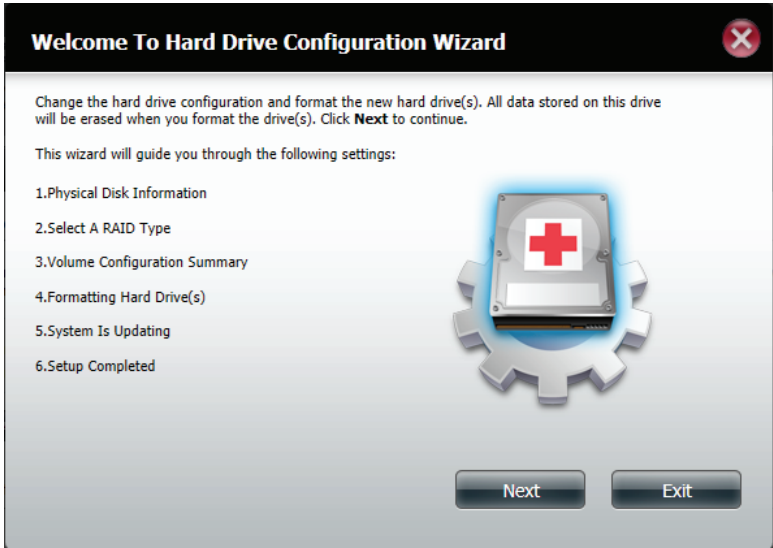 Welcome To Hard Drive Configuration Wizard
Change the hard drive configuration and format the new hard drive(s). All data stored on this drive
will be erased when you format the drive(s). Click Next to continue.
This wizard will guide you through the following settings:
1.Physical Disk Information
2.Select A RAID Type
3.Volume Configuration Summary
4.Formatting Hard Drive(s)
5.System Is Updating
6.Setup Completed
Next
Exit